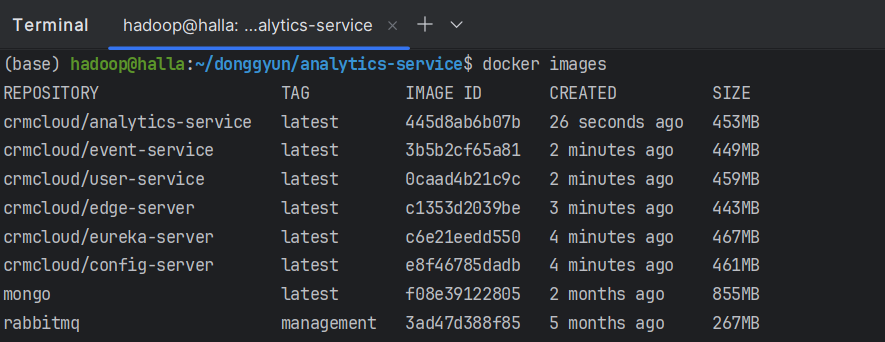 Terminal hadoop@halla: ...alytics-service × + ⌄
(base) hadoop@halla:~/donggyun/analytics-service$ docker images
REPOSITORY TAG IMAGE ID CREATED SIZE
crmcloud/analytics-service latest 445d8ab6b07b 26 seconds ago 453MB
crmcloud/event-service latest 3b5b2cf65a81 2 minutes ago 449MB
crmcloud/user-service latest 0caad4b21c9c 2 minutes ago 459MB
crmcloud/edge-server latest c1353d2039be 3 minutes ago 443MB
crmcloud/eureka-server latest c6e21eedd550 4 minutes ago 467MB
crmcloud/config-server latest e8f46785dadb 4 minutes ago 461MB
mongo latest f08e39122805 2 months ago 855MB
rabbitmq management 3ad47d388f85 5 months ago 267MB